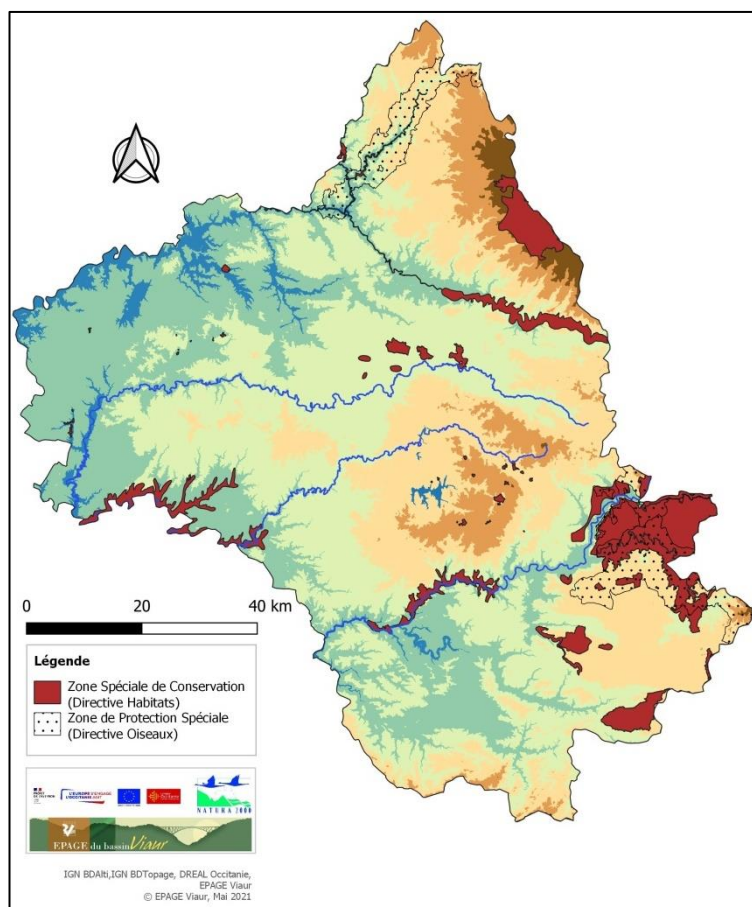 0 20 40 km
Légende
Zone Spéciale de Conservation
(Directive Habitats)
Zone de Protection Spéciale
(Directive Oiseaux)
NATURA 2000
EPAGE du bassin Viaur
IGN BDAlti,IGN BDTopage, DREAL Occitanie,
EPAGE Viaur
© EPAGE Viaur, Mai 2021